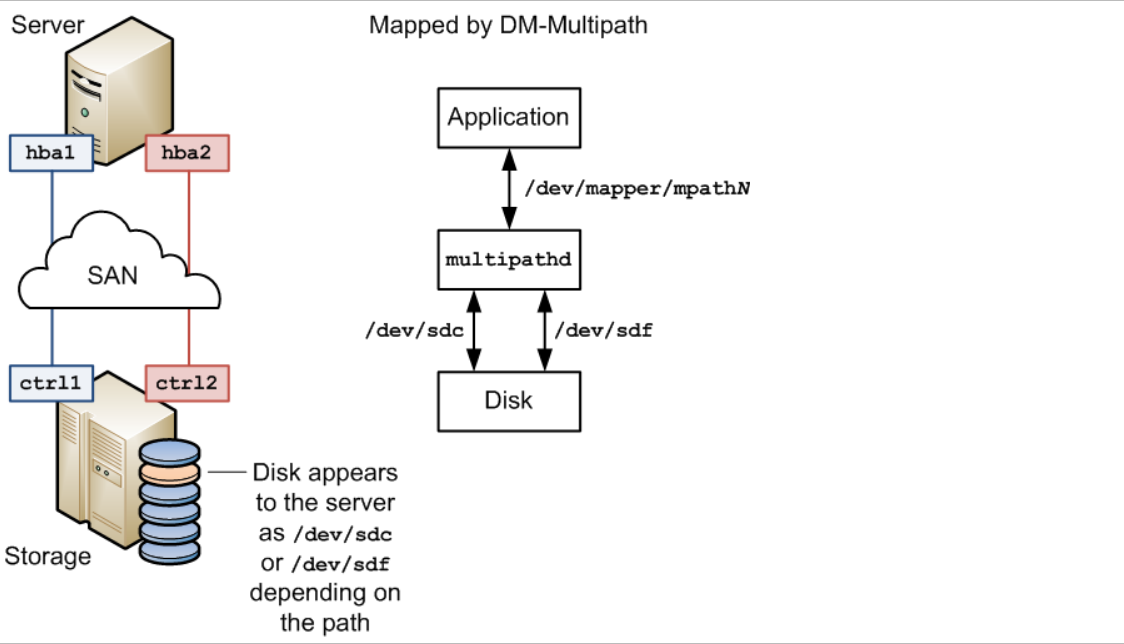 Server
Mapped by DM-Multipath
Application
hba1
hba2
/dev/mapper/mpathN
SAN
multipathd
/dev/sdc
/dev/sdf
ctrl1
ctrl2
Disk
Disk appears
to the server
as /dev/sdc
or /dev/sdf
depending on
the path
Storage